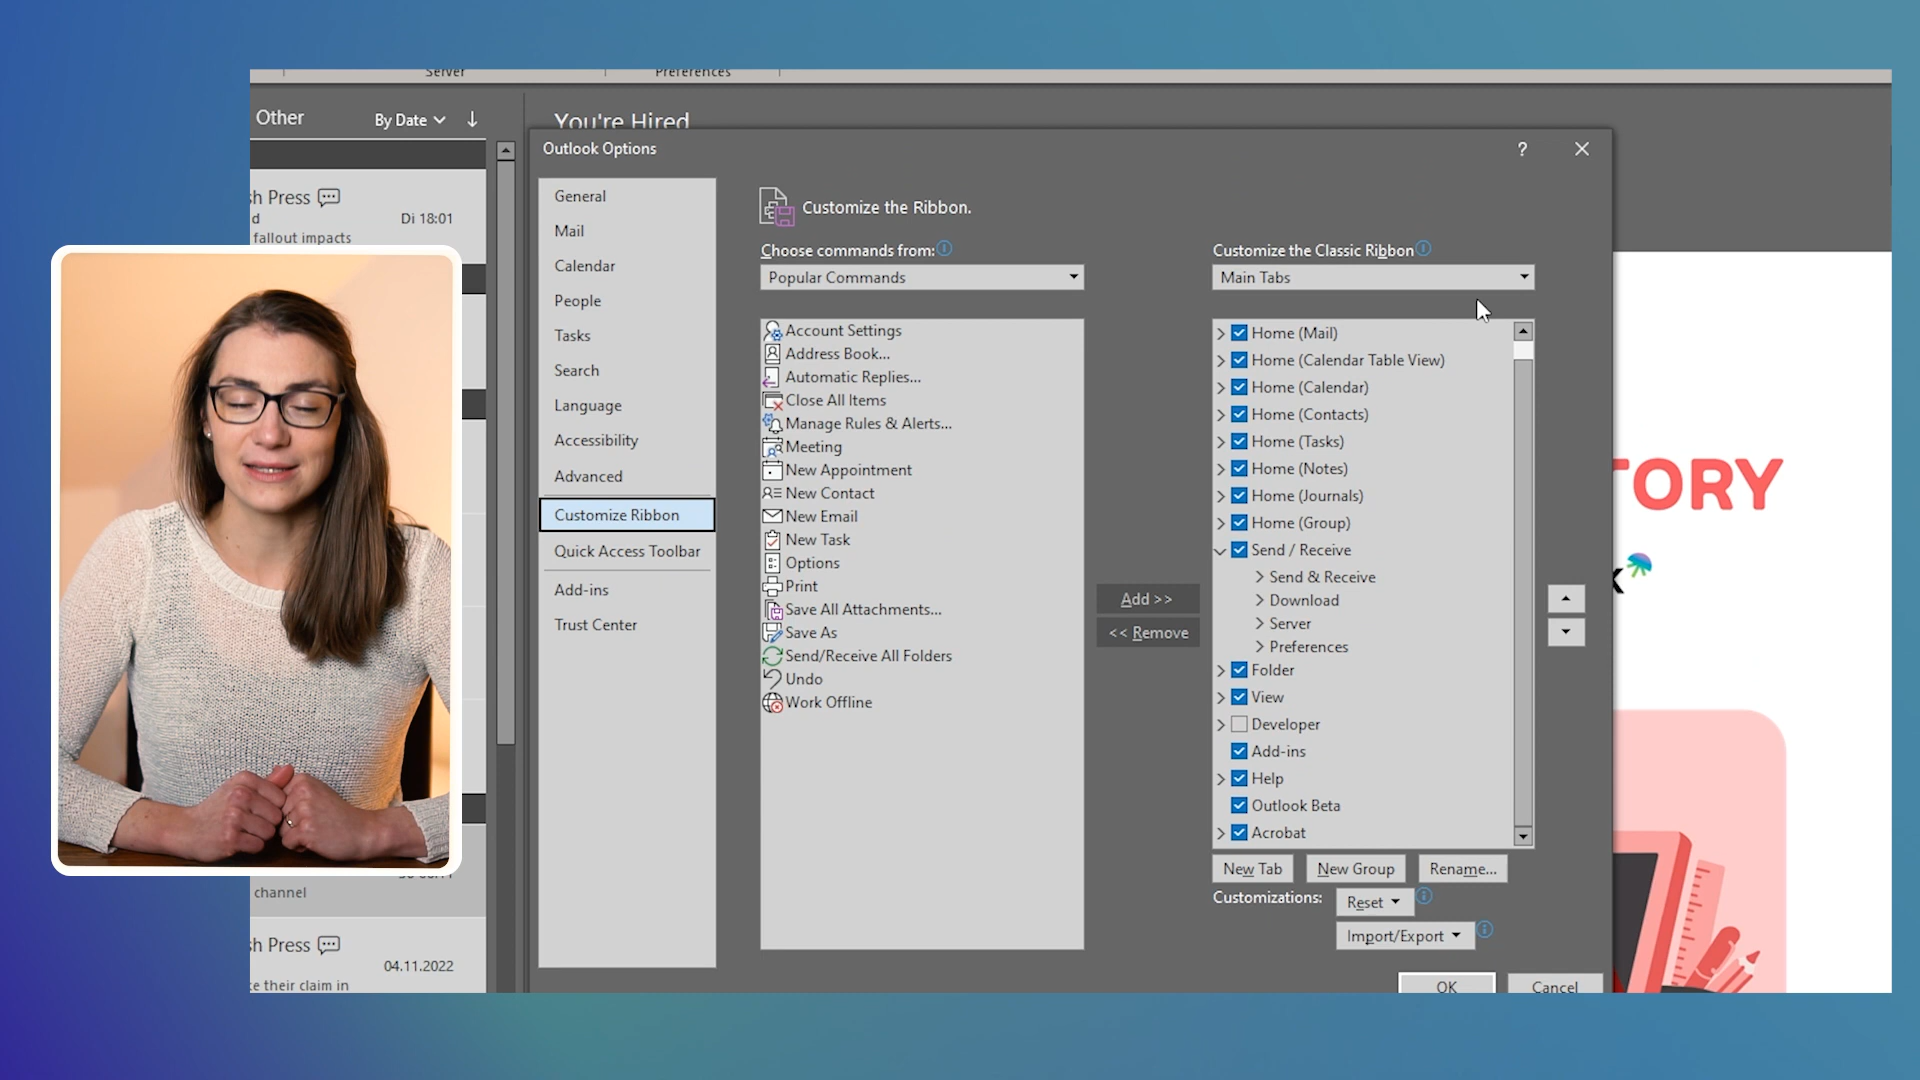 Server
Preferences
Other
By Date
You're Hired
sh Press
d
Di 18:01
fallout impacts
channel
sh Press
04.11.2022
their claim in
Outlook Options
?
General
Mail
Calendar
People
Tasks
Search
Language
Accessibility
Advanced
Customize Ribbon
Quick Access Toolbar
Add-ins
Trust Center
Customize the Ribbon.
Choose commands from:
Popular Commands
Account Settings
Address Book...
Automatic Replies...
Close All Items
Manage Rules & Alerts...
Meeting
New Appointment
New Contact
New Email
New Task
Options
Print
Save All Attachments...
Save As
Send/Receive All Folders
Undo
Work Offline
Add >>
<< Remove
Customize the Classic Ribbon
Main Tabs
Home (Mail)
Home (Calendar Table View)
Home (Calendar)
Home (Contacts)
Home (Tasks)
Home (Notes)
Home (Journals)
Home (Group)
Send / Receive
Send & Receive
Download
Server
Preferences
Folder
View
Developer
Add-ins
Help
Outlook Beta
Acrobat
New Tab
New Group
Rename...
Customizations:
Reset
Import/Export
OK
Cancel
TORY
k